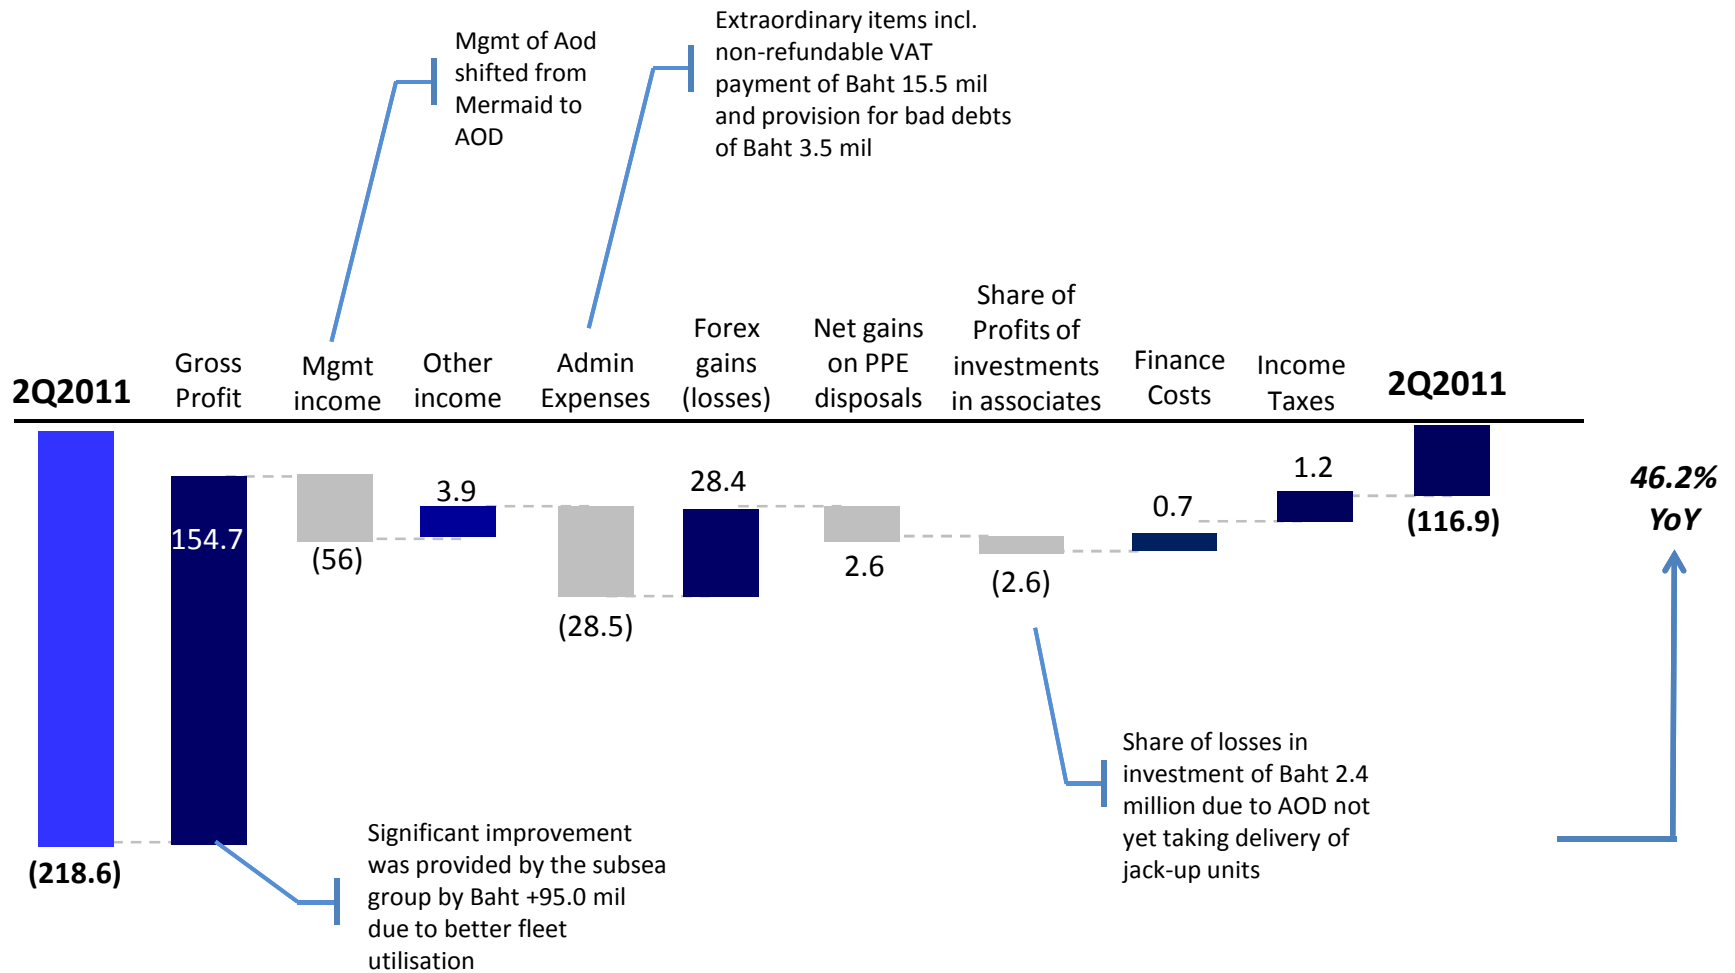 Mgmt of Aod
shifted from
Mermaid to
AOD
Extraordinary items incl.
non-refundable VAT
payment of Baht 15.5 mil
and provision for bad debts
of Baht 3.5 mil
2Q2011
Gross
Profit
Mgmt
income
Other
income
Admin
Expenses
Forex
gains
(losses)
Net gains
on PPE
disposals
Share of
Profits of
investments
in associates
Finance
Costs
Income
Taxes
2Q2011
(218.6)
154.7
(56)
3.9
(28.5)
28.4
2.6
(2.6)
0.7
1.2
(116.9)
46.2%
YoY
Significant improvement
was provided by the subsea
group by Baht +95.0 mil
due to better fleet
utilisation
Share of losses in
investment of Baht 2.4
million due to AOD not
yet taking delivery of
jack-up units